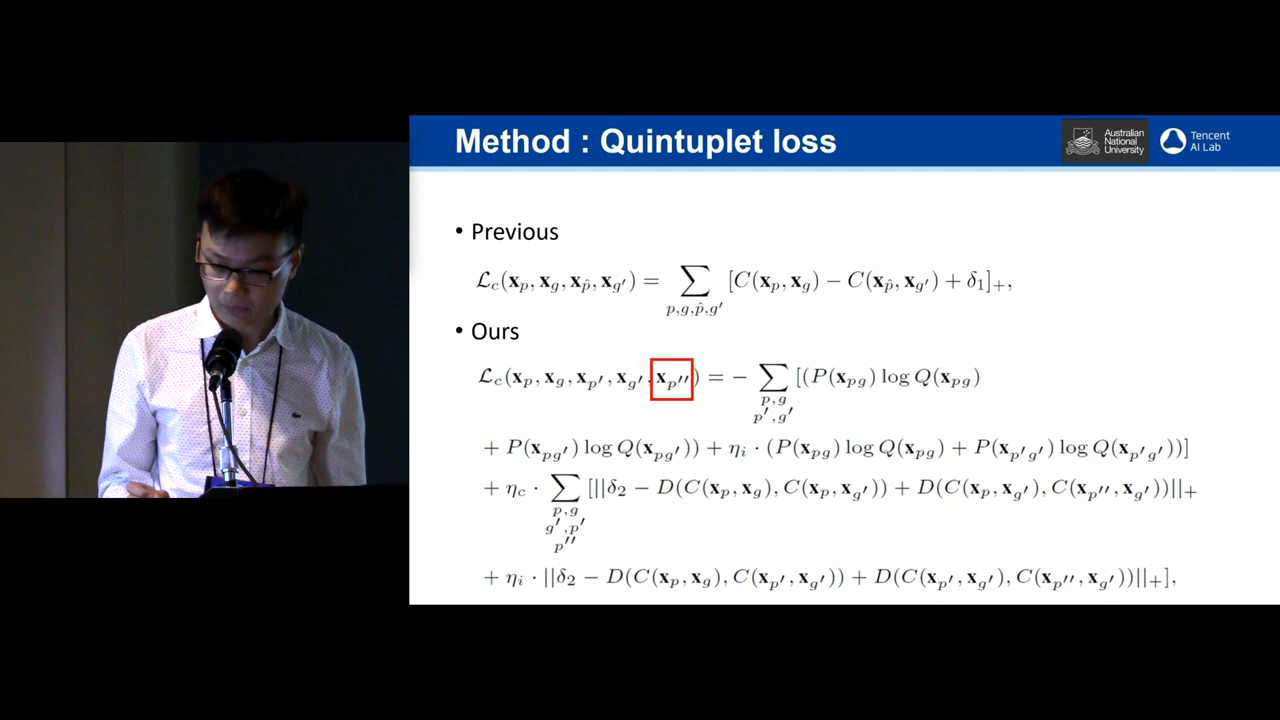 Method : Quintuplet loss
Australian
National
University
Tencent
AI Lab
• Previous
ℒ_c(x_p, x_g, x_p̂, x_g′) = ∑_{p,g,p̂,g′} [C(x_p, x_g) − C(x_p̂, x_g′) + δ_1]_+,
• Ours
ℒ_c(x_p, x_g, x_p′, x_g′, x_p′′) = − ∑_{p,g p′,g′} [(P(x_pg) log Q(x_pg)
+ P(x_pg′) log Q(x_pg′)) + η_i · (P(x_pg) log Q(x_pg) + P(x_p′g′) log Q(x_p′g′))]
+ η_c · ∑_{p,g g′,p′ p′′} [||δ_2 − D(C(x_p, x_g), C(x_p, x_g′)) + D(C(x_p, x_g′), C(x_p′′, x_g′))||_+
+ η_i · ||δ_2 − D(C(x_p, x_g), C(x_p′, x_g′)) + D(C(x_p′, x_g′), C(x_p′′, x_g′))||_+],